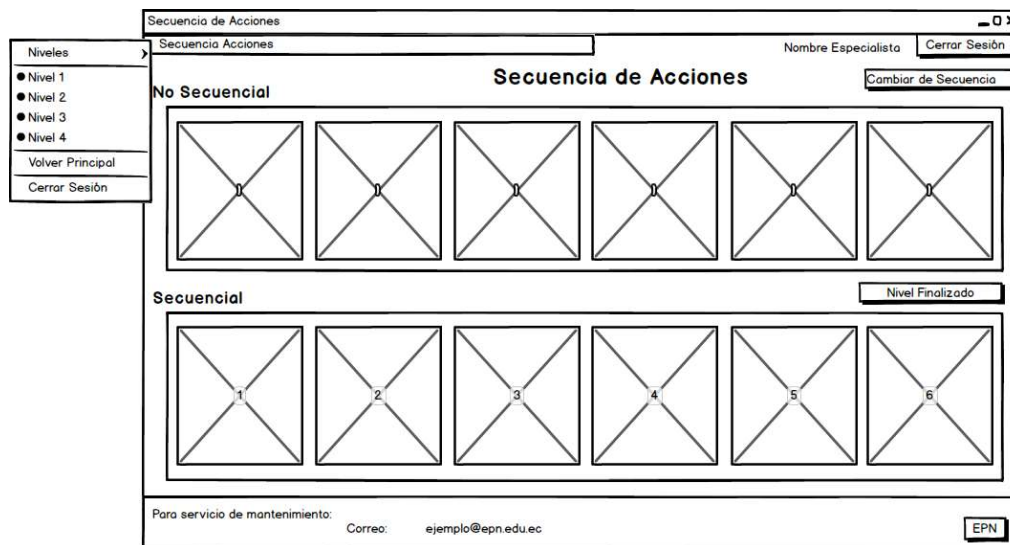 Secuencia de Acciones
Secuencia Acciones
Nombre Especialista
Cerrar Sesión
Niveles
Nivel 1
Nivel 2
Nivel 3
Nivel 4
Volver Principal
Cerrar Sesión
Secuencia de Acciones
Cambiar de Secuencia
No Secuencial
Secuencial
Nivel Finalizado
1 2 3 4 5 6
Para servicio de mantenimiento:
Correo: ejemplo@epn.edu.ec
EPN